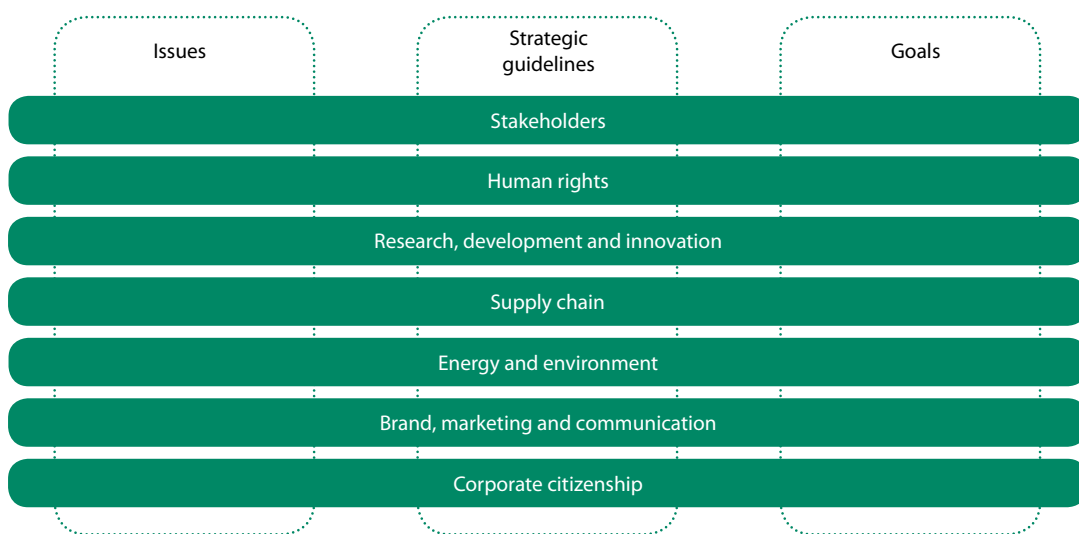 Issues
Strategic
guidelines
Goals
Stakeholders
Human rights
Research, development and innovation
Supply chain
Energy and environment
Brand, marketing and communication
Corporate citizenship